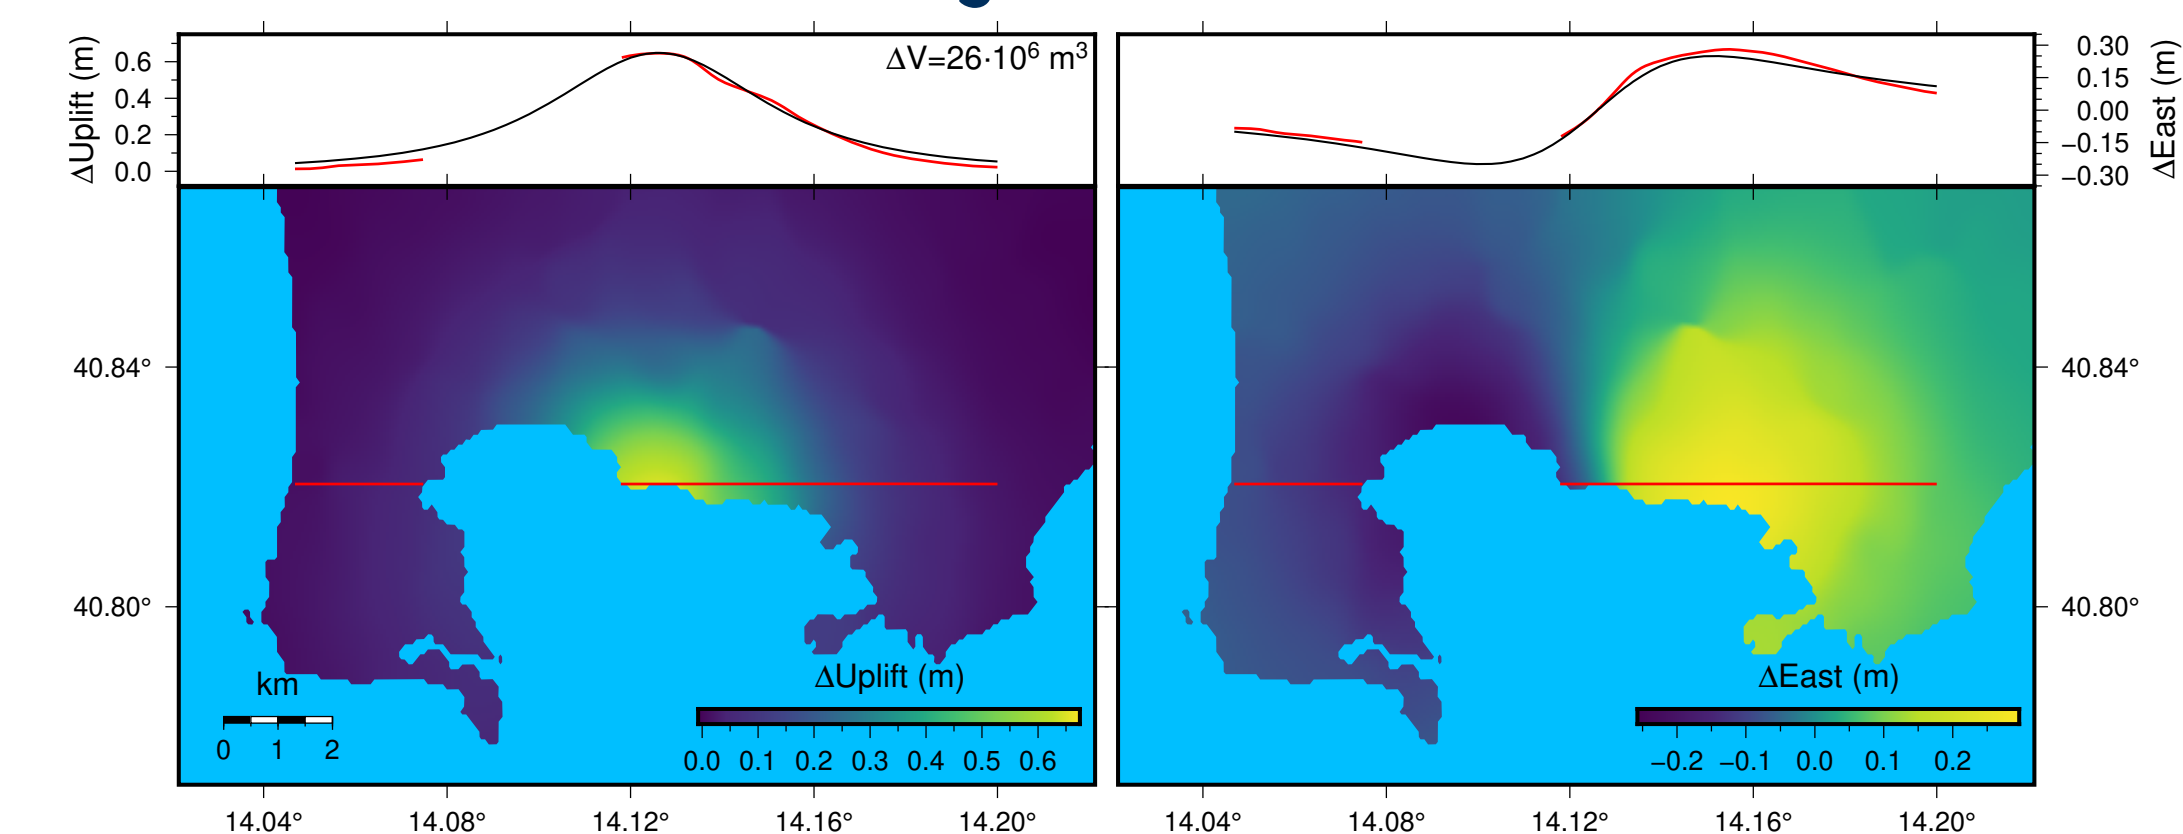 ΔUplift (m)
0.6
0.4
0.2
0.0
ΔV=26·10⁶ m³
0.30
0.15
0.00
−0.15
−0.30
ΔEast (m)
40.84°
40.80°
km
0 1 2
ΔUplift (m)
0.0 0.1 0.2 0.3 0.4 0.5 0.6
14.04° 14.08° 14.12° 14.16° 14.20°
40.84°
40.80°
ΔEast (m)
−0.2 −0.1 0.0 0.1 0.2
14.04° 14.08° 14.12° 14.16° 14.20°